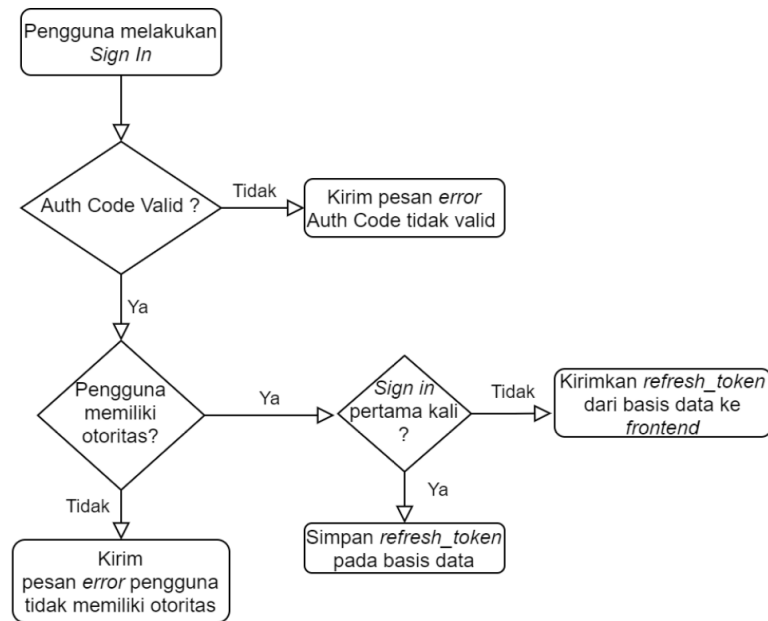 Pengguna melakukan
Sign In
Auth Code Valid ?
Tidak
Kirim pesan error
Auth Code tidak valid
Ya
Pengguna
memiliki
otoritas?
Ya
Sign in
pertama kali
?
Tidak
Kirimkan refresh_token
dari basis data ke
frontend
Tidak
Ya
Kirim
pesan error pengguna
tidak memiliki otoritas
Simpan refresh_token
pada basis data